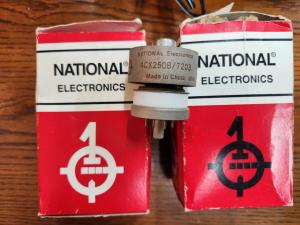 NATIONAL®
ELECTRONICS
NATIONAL Electronics
4CX250B/7203
Made in China
NATIONAL®
ELECTRONICS